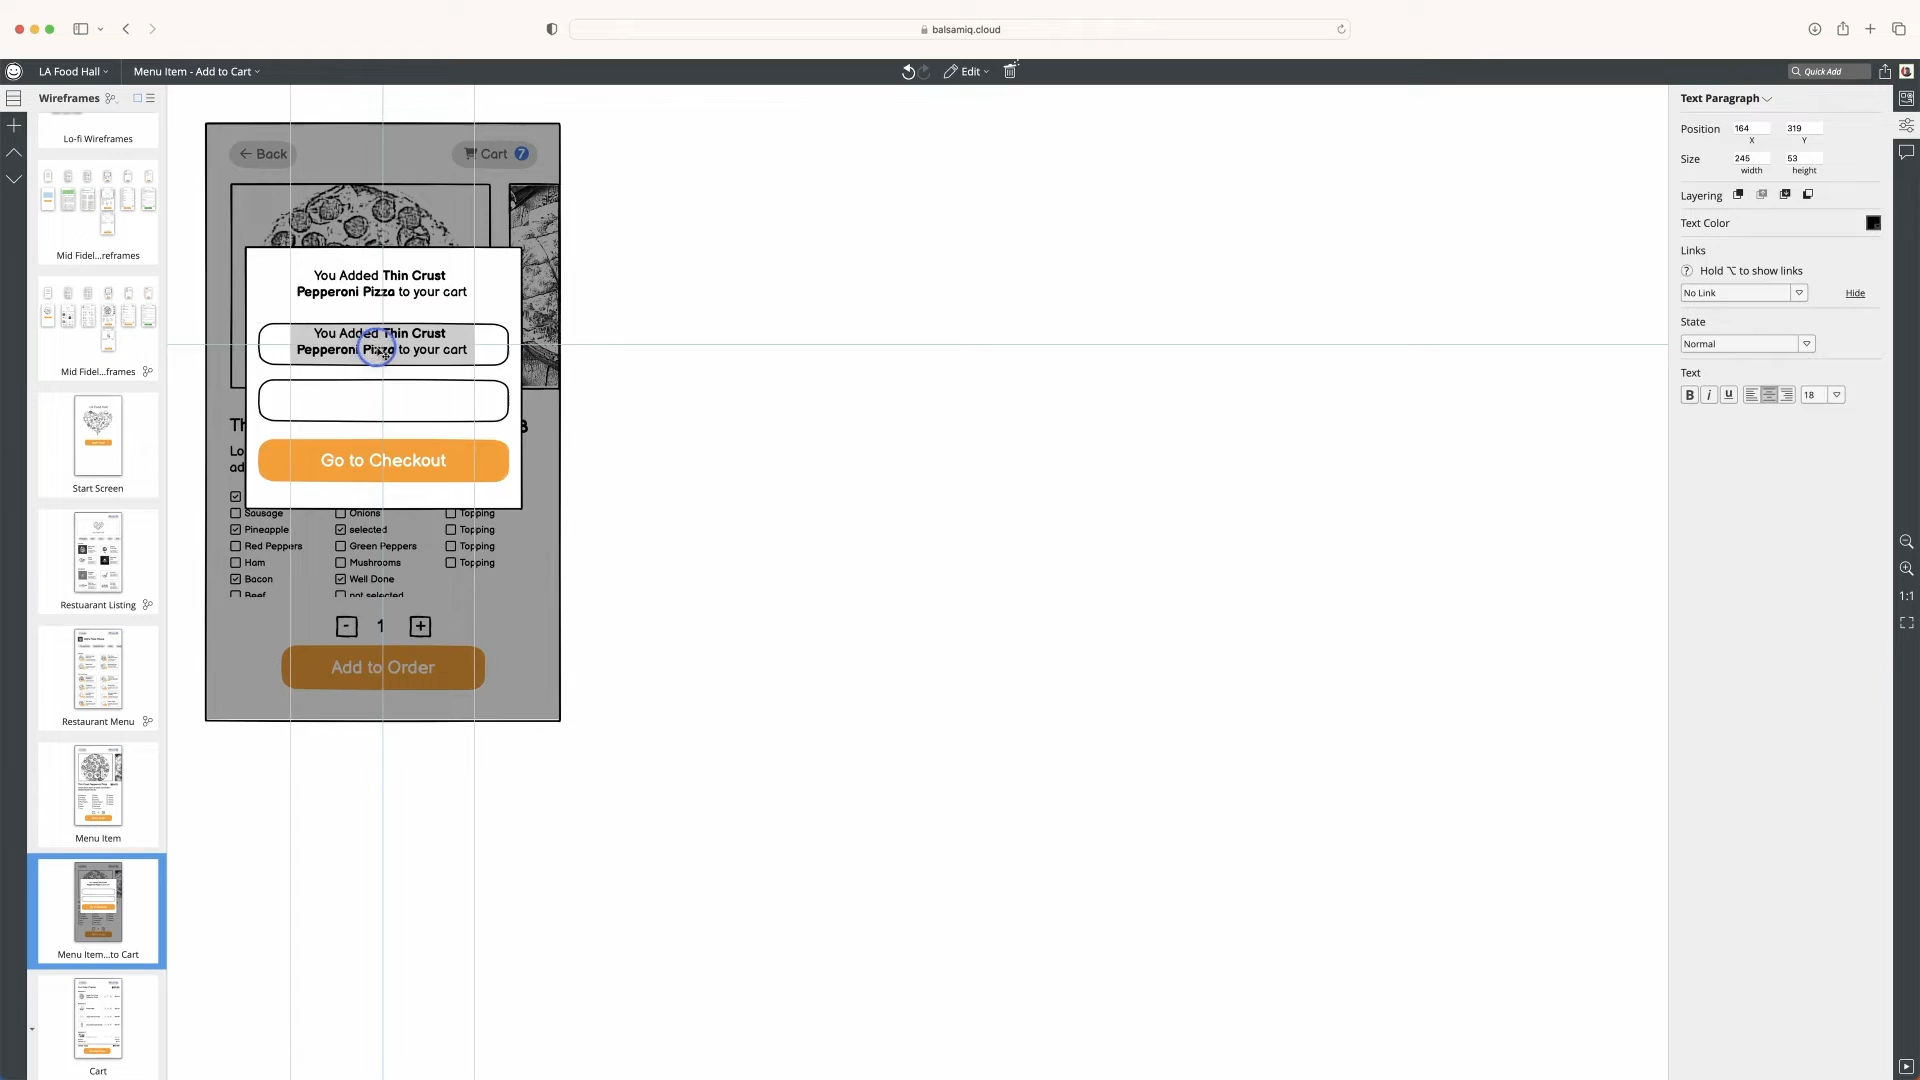 balsamiq.cloud
LA Food Hall
Menu Item - Add to Cart
Edit
Quick Add
Wireframes
Lo-fi Wireframes
Mid Fidel...reframes
Mid Fidel...frames
Start Screen
Restuarant Listing
Restaurant Menu
Menu Item
Menu Item...to Cart
Cart
Back
Cart 7
You Added Thin Crust
Pepperoni Pizza to your cart
You Added Thin Crust
Pepperoni Pizza to your cart
Go to Checkout
Th
Lo
ad
Sausage Onions Topping
Pineapple selected Topping
Red Peppers Green Peppers Topping
Ham Mushrooms Topping
Bacon Well Done
Beef not selected
- 1 +
Add to Order
Text Paragraph
Position 164 319
X Y
Size 245 53
width height
Layering
Text Color
Links
? Hold ⌥ to show links
No Link Hide
State
Normal
Text
B i U 18
1:1